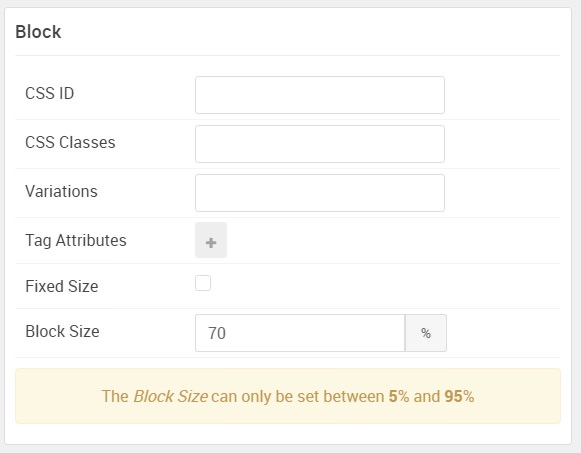 Block
CSS ID
CSS Classes
Variations
Tag Attributes
+
Fixed Size
Block Size 70 %
The Block Size can only be set between 5% and 95%